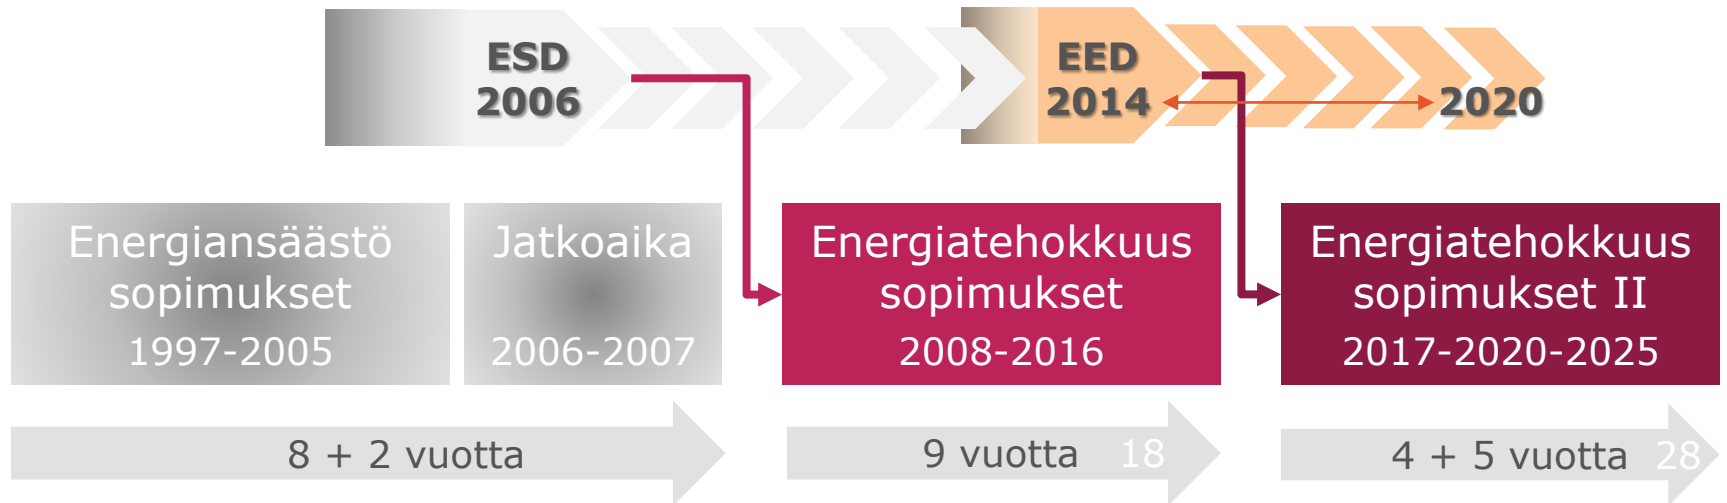 ESD
2006
EED
2014
2020
Energiansäästö
sopimukset
1997-2005
Jatkoaika
2006-2007
Energiatehokkuus
sopimukset
2008-2016
Energiatehokkuus
sopimukset II
2017-2020-2025
8 + 2 vuotta
9 vuotta 18
4 + 5 vuotta 28